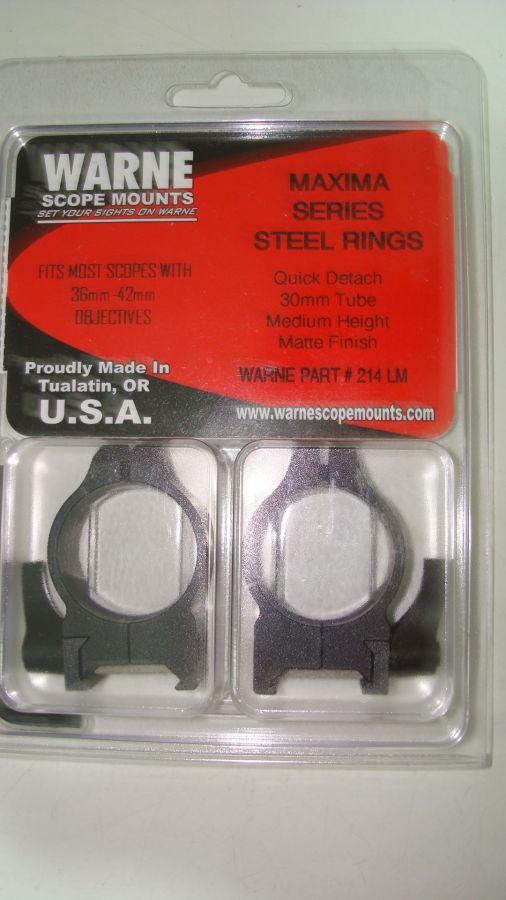 WARNE
SCOPE MOUNTS
SET YOUR SIGHTS ON WARNE
MAXIMA
SERIES
STEEL RINGS
FITS MOST SCOPES WITH
36mm-42mm
OBJECTIVES
Quick Detach
30mm Tube
Medium Height
Matte Finish
Proudly Made In
Tualatin, OR
U.S.A.
WARNE PART # 214 LM
www.warnescopemounts.com